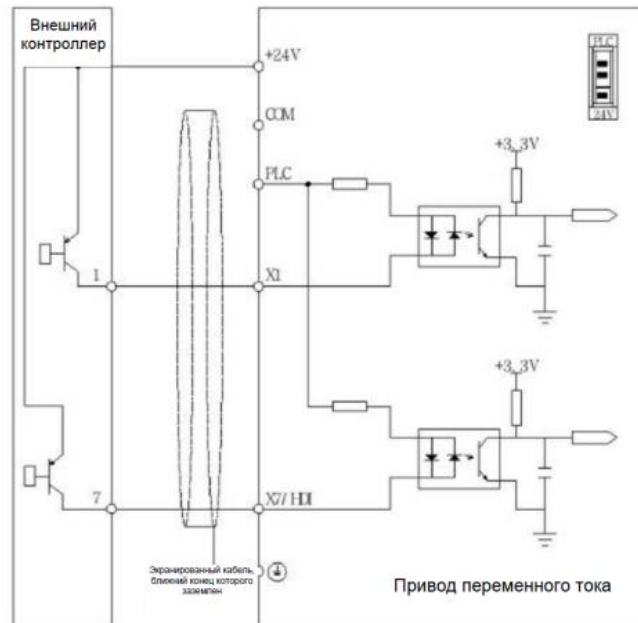 Внешний
контроллер
+24V
PLC
24V
COM
PLC
+3.3V
1
X1
+3.3V
7
X7/HDI
Экранированный кабель,
ближний конец которого
заземлен
Привод переменного тока